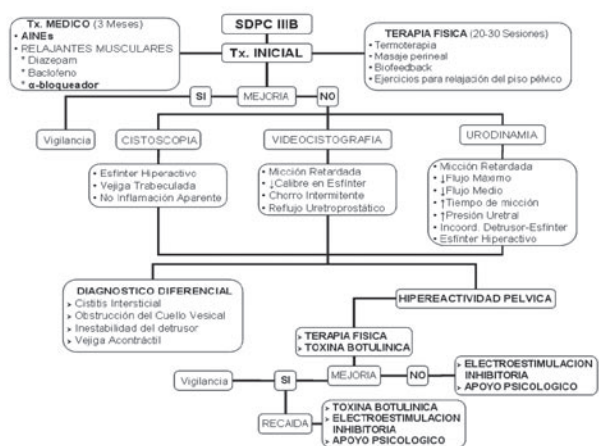 Tx. MEDICO (3 Meses)
• AINEs
• RELAJANTES MUSCULARES
* Diazepam
* Baclofeno
* α-bloqueador
SDPC IIIB
Tx. INICIAL
TERAPIA FISICA (20-30 Sesiones)
• Termoterapia
• Masaje perineal
• Biofeedback
• Ejercicios para relajación del piso pélvico
SI
MEJORIA
NO
Vigilancia
CISTOSCOPIA
• Esfínter Hiperactivo
• Vejiga Trabeculada
• No Inflamación Aparente
VIDEOCISTOGRAFIA
• Micción Retardada
• ↓Calibre en Esfínter
• Chorro Intermitente
• Reflujo Uretroprostático
URODINAMIA
• Micción Retardada
• ↓Flujo Máximo
• ↓Flujo Medio
• ↑Tiempo de micción
• ↑Presión Uretral
• Incoord. Detrusor-Esfínter
• Esfínter Hiperactivo
DIAGNOSTICO DIFERENCIAL
➢ Cistitis Intersticial
➢ Obstrucción del Cuello Vesical
➢ Inestabilidad del detrusor
➢ Vejiga Acontráctil
HIPEREACTIVIDAD PELVICA
➢ TERAPIA FISICA
➢ TOXINA BOTULINICA
Vigilancia
SI
MEJORIA
NO
➢ ELECTROESTIMULACION
INHIBITORIA
➢ APOYO PSICOLOGICO
RECAIDA
➢ TOXINA BOTULINICA
➢ ELECTROESTIMULACION
INHIBITORIA
➢ APOYO PSICOLOGICO